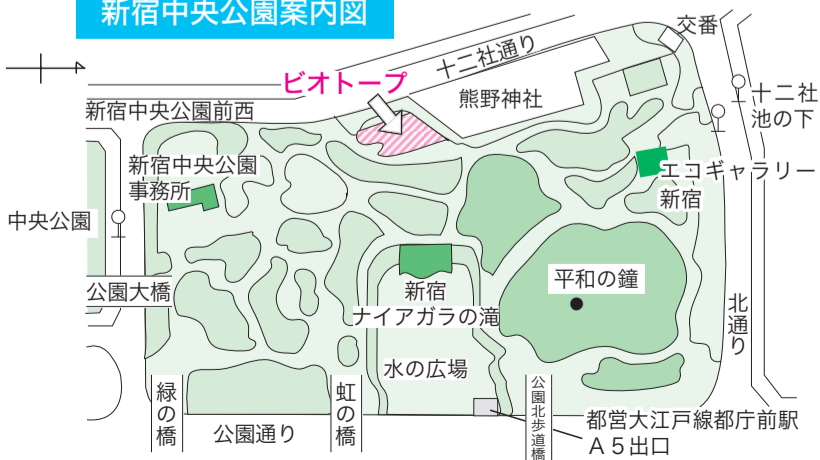 新宿中央公園案内図
交番
十二社通り
ビオトープ
熊野神社
十二社
池の下
新宿中央公園前西
新宿中央公園
事務所
エコギャラリー
新宿
中央公園
平和の鐘
公園大橋
新宿
ナイアガラの滝
北通り
水の広場
緑の橋
虹の橋
公園北歩道橋
公園通り
都営大江戸線都庁前駅
A5出口